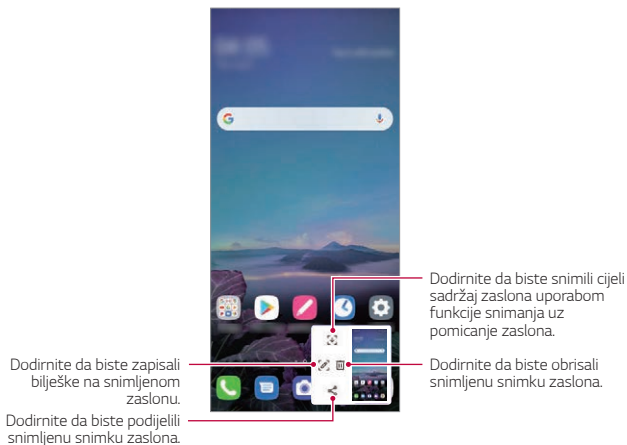 Dodirnite da biste snimili cijeli
sadržaj zaslona uporabom
funkcije snimanja uz
pomicanje zaslona.
Dodirnite da biste zapisali
bilješke na snimljenom
zaslonu.
Dodirnite da biste obrisali
snimljenu snimku zaslona.
Dodirnite da biste podijelili
snimljenu snimku zaslona.